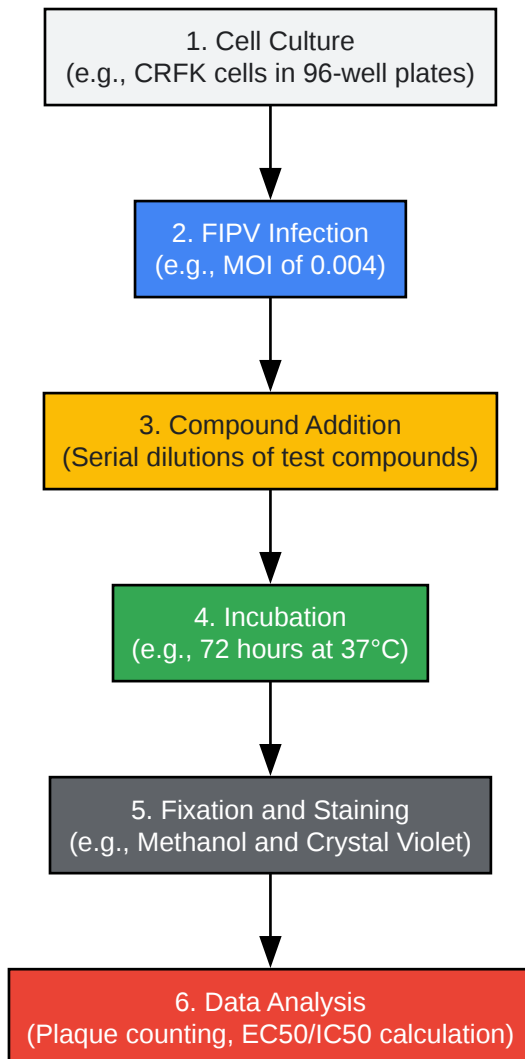 1. Cell Culture
(e.g., CRFK cells in 96-well plates)
2. FIPV Infection
(e.g., MOI of 0.004)
3. Compound Addition
(Serial dilutions of test compounds)
4. Incubation
(e.g., 72 hours at 37°C)
5. Fixation and Staining
(e.g., Methanol and Crystal Violet)
6. Data Analysis
(Plaque counting, EC50/IC50 calculation)